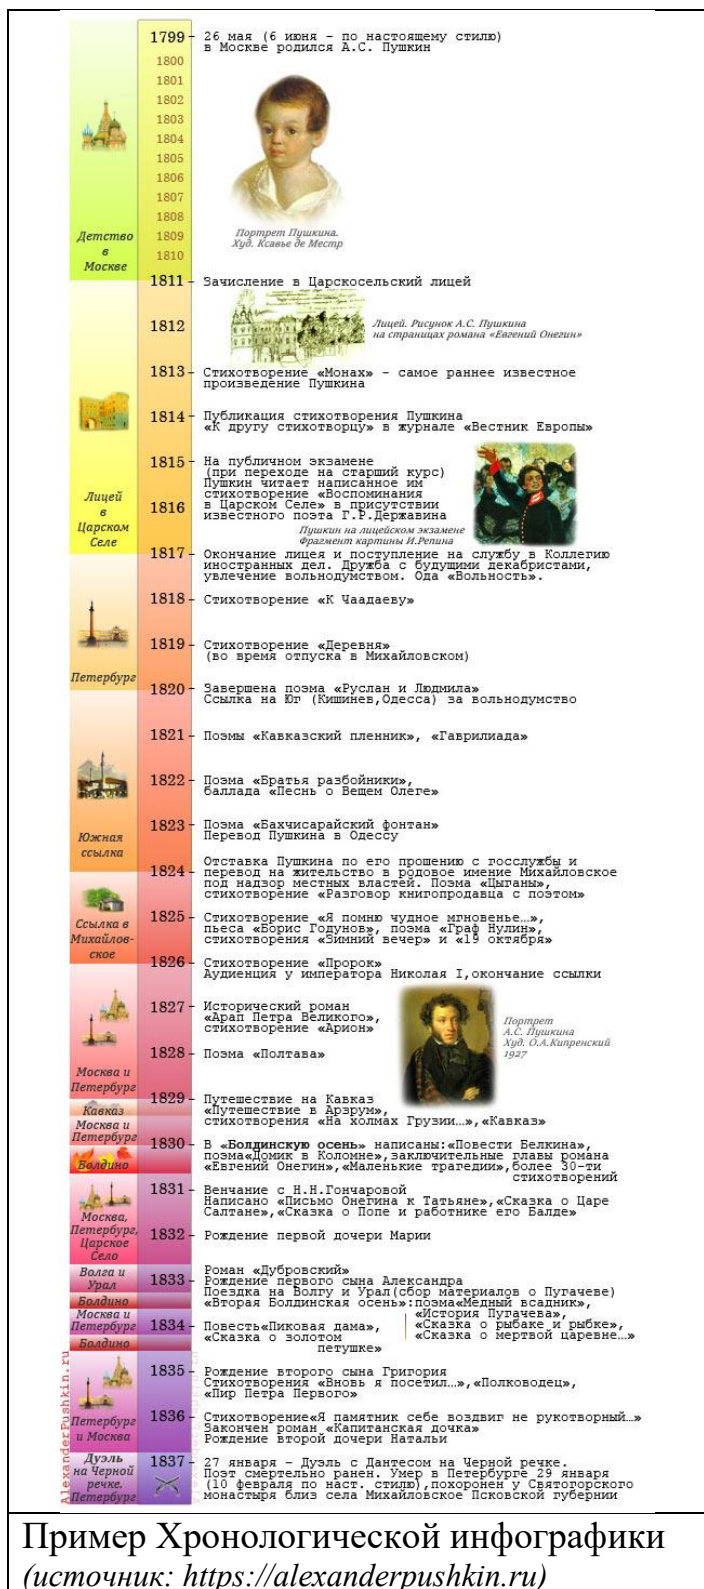 1799 - 26 мая (6 июня - по настоящему стилю)
в Москве родился А.С. Пушкин
1800
1801
1802
1803
1804
1805
1806
1807
1808
1809
1810
Портрет Пушкина.
Худ. Ксавье де Местр
Детство
в
Москве
1811 - Зачисление в Царскосельский лицей
1812
Лицей. Рисунок А.С. Пушкина
на страницах романа «Евгений Онегин»
1813 - Стихотворение «Монах» - самое раннее известное
произведение Пушкина
1814 - Публикация стихотворения Пушкина
«К другу стихотворцу» в журнале «Вестник Европы»
1815 - На публичном экзамене
(при переходе на старший курс)
Пушкин читает написанное им
стихотворение «Воспоминания
в Царском Селе» в присутствии
1816 - известного поэта Г.Р.Державина
Пушкин на лицейском экзамене
Фрагмент картины И.Репина
Лицей
в
Царском
Селе
1817 - Окончание лицея и поступление на службу в Коллегию
иностранных дел. Дружба с будущими декабристами,
увлечение вольнодумством. Ода «Вольность».
1818 - Стихотворение «К Чаадаеву»
1819 - Стихотворение «Деревня»
(во время отпуска в Михайловском)
Петербург
1820 - Завершена поэма «Руслан и Людмила»
Ссылка на Юг (Кишинев,Одесса) за вольнодумство
1821 - Поэмы «Кавказский пленник», «Гаврилиада»
1822 - Поэма «Братья разбойники»,
баллада «Песнь о Вещем Олеге»
1823 - Поэма «Бахчисарайский фонтан»
Перевод Пушкина в Одессу
Южная
ссылка
1824 - Отставка Пушкина по его прошению с госслужбы и
перевод на жительство в родовое имение Михайловское
под надзор местных властей. Поэма «Цыганы»,
стихотворение «Разговор книгопродавца с поэтом»
1825 - Стихотворение «Я помню чудное мгновенье…»,
пьеса «Борис Годунов», поэма «Граф Нулин»,
стихотворения «Зимний вечер» и «19 октября»
Ссылка в
Михайлов-
ское
1826 - Стихотворение «Пророк»
Аудиенция у императора Николая I,окончание ссылки
1827 - Исторический роман
«Арап Петра Великого»,
стихотворение «Арион»
Портрет
А.С. Пушкина
Худ. О.А.Кипренский
1927
1828 - Поэма «Полтава»
Москва и
Петербург
1829 - Путешествие на Кавказ
«Путешествие в Арзрум»,
стихотворения «На холмах Грузии…»,«Кавказ»
Кавказ
Москва и
Петербург
1830 - В «Болдинскую осень» написаны:«Повести Белкина»,
поэма«Домик в Коломне»,заключительные главы романа
«Евгений Онегин»,«Маленькие трагедии»,более 30-ти
стихотворений
Болдино
1831 - Венчание с Н.Н.Гончаровой
Написано «Письмо Онегина к Татьяне»,«Сказка о Царе
Салтане»,«Сказка о Попе и работнике его Балде»
Москва,
Петербург,
Царское
Село
1832 - Рождение первой дочери Марии
Роман «Дубровский»
1833 - Рождение первого сына Александра
Поездка на Волгу и Урал(сбор материалов о Пугачеве)
«Вторая Болдинская осень»:поэма«Медный всадник»,
«История Пугачева»,
«Сказка о рыбаке и рыбке»,
«Сказка о мертвой царевне…»
Волга и
Урал
Болдино
Москва и
Петербург
1834 - Повесть«Пиковая дама»,
«Сказка о золотом
петушке»
Болдино
1835 - Рождение второго сына Григория
Стихотворения «Вновь я посетил…»,«Полководец»,
«Пир Петра Первого»
1836 - Стихотворение«Я памятник себе воздвиг не рукотворный…»
Закончен роман «Капитанская дочка»
Рождение второй дочери Натальи
Петербург
и Москва
1837 - 27 января - Дуэль с Дантесом на Черной речке.
Поэт смертельно ранен. Умер в Петербурге 29 января
(10 февраля по наст. стилю),похоронен у Святогорского
монастыря близ села Михайловское Псковской губернии
Дуэль
на Черной
речке.
Петербург
AlexanderPushkin.ru
Пример Хронологической инфографики
(источник: https://alexanderpushkin.ru)